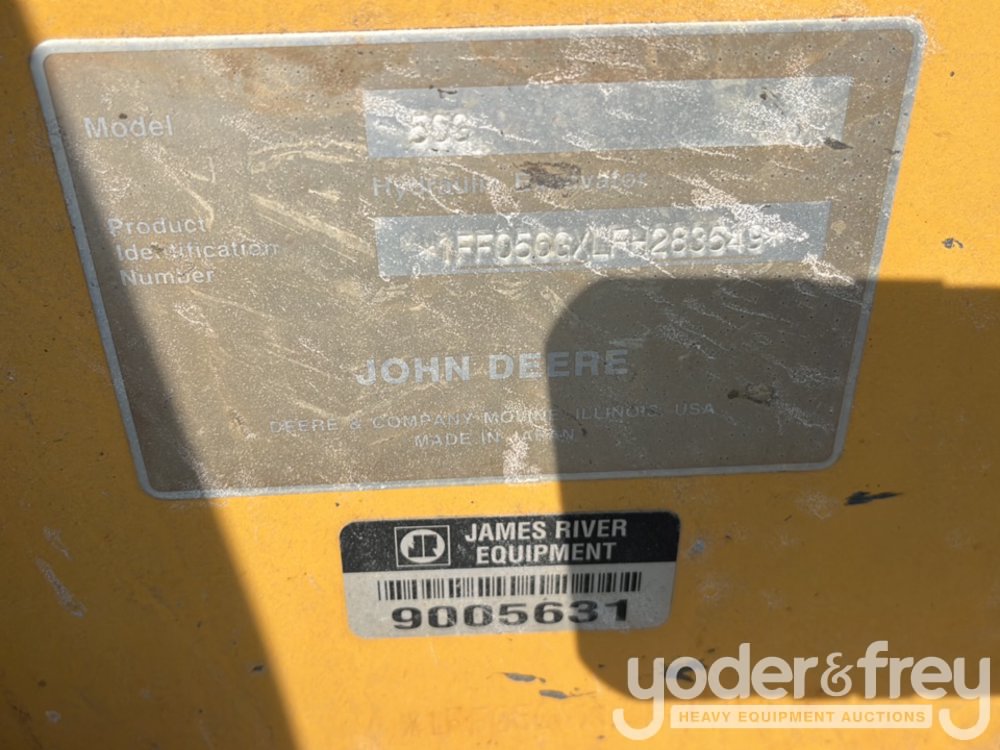 Model 50G
Hydraulic Excavator
Product
Identification
Number
JOHN DEERE
DEERE & COMPANY MOLINE, ILLINOIS, USA
MADE IN JAPAN
JAMES RIVER
EQUIPMENT
9005631
yoder&frey
HEAVY EQUIPMENT AUCTIONS